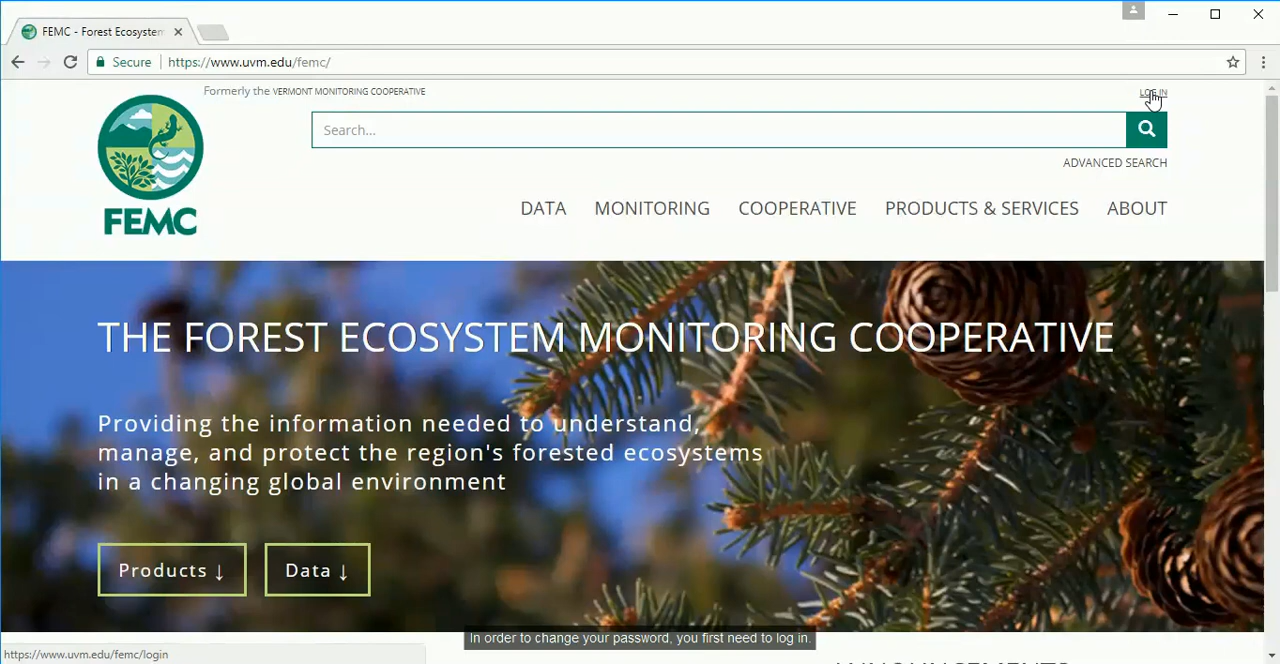 FEMC - Forest Ecosystem
Secure https://www.uvm.edu/femc/
Formerly the VERMONT MONITORING COOPERATIVE
LOG IN
Search...
ADVANCED SEARCH
FEMC
DATA MONITORING COOPERATIVE PRODUCTS & SERVICES ABOUT
THE FOREST ECOSYSTEM MONITORING COOPERATIVE
Providing the information needed to understand,
manage, and protect the region's forested ecosystems
in a changing global environment
Products ↓ Data ↓
In order to change your password, you first need to log in.
https://www.uvm.edu/femc/login
ANNOUNCEMENTS